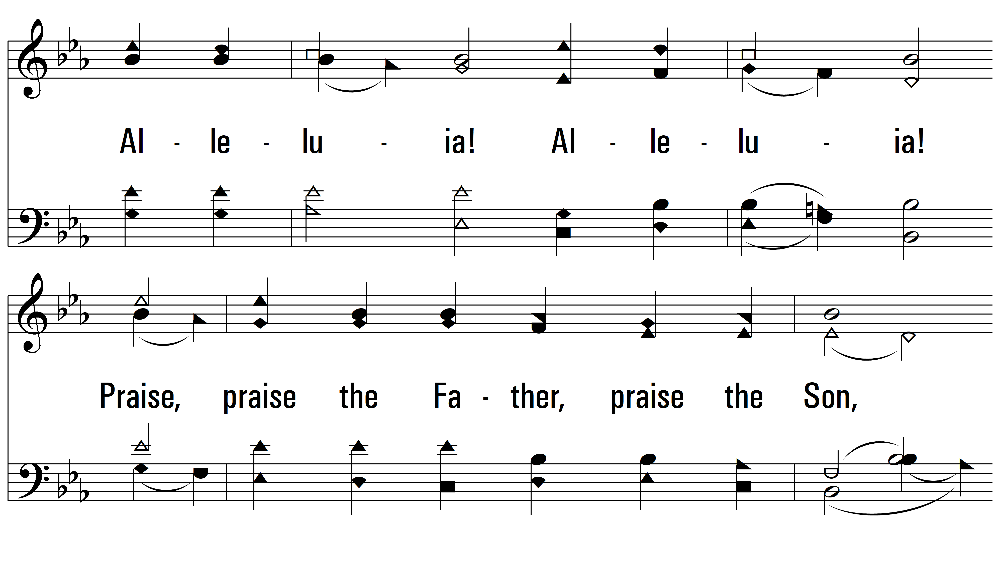 Al - le - lu - ia! Al - le - lu - ia!
Praise, praise the Fa - ther, praise the Son,